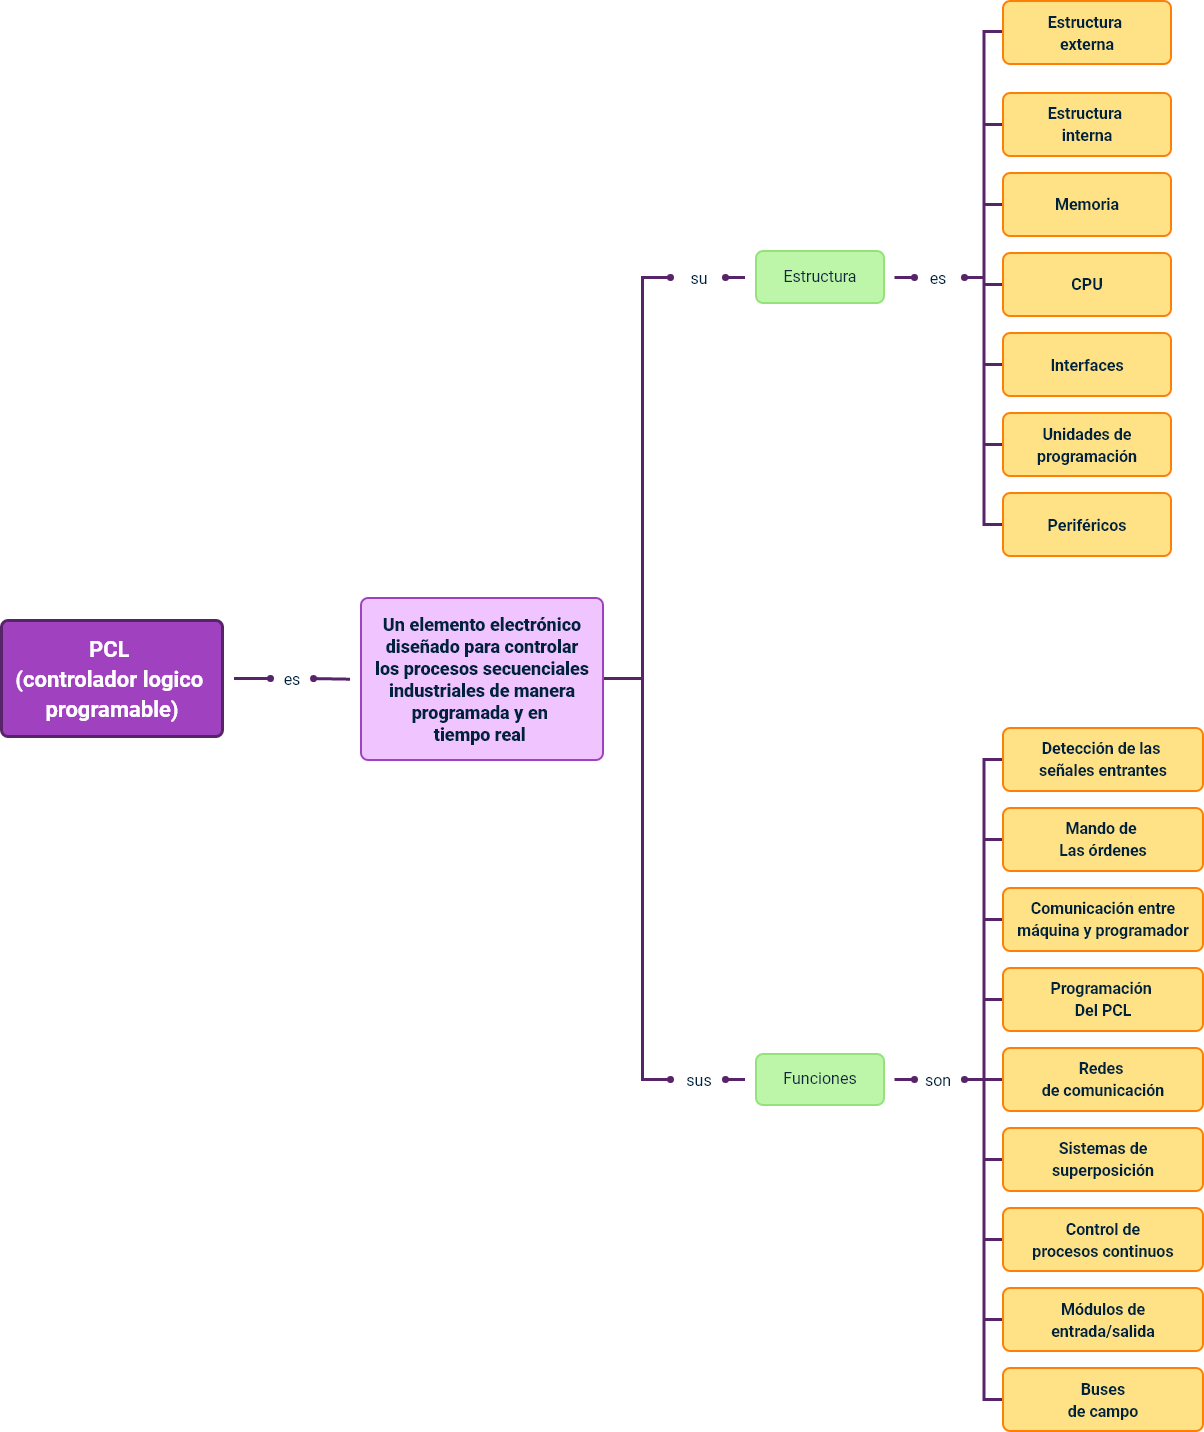 PCL
(controlador logico
programable)
es
Un elemento electrónico
diseñado para controlar
los procesos secuenciales
industriales de manera
programada y en
tiempo real
su
Estructura
es
Estructura
externa
Estructura
interna
Memoria
CPU
Interfaces
Unidades de
programación
Periféricos
sus
Funciones
son
Detección de las
señales entrantes
Mando de
Las órdenes
Comunicación entre
máquina y programador
Programación
Del PCL
Redes
de comunicación
Sistemas de
superposición
Control de
procesos continuos
Módulos de
entrada/salida
Buses
de campo